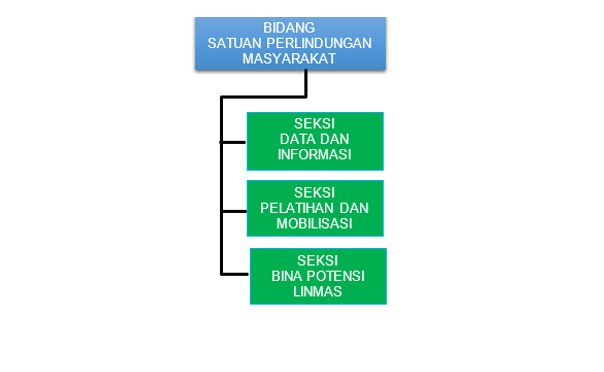 BIDANG
SATUAN PERLINDUNGAN
MASYARAKAT
SEKSI
DATA DAN
INFORMASI
SEKSI
PELATIHAN DAN
MOBILISASI
SEKSI
BINA POTENSI
LINMAS